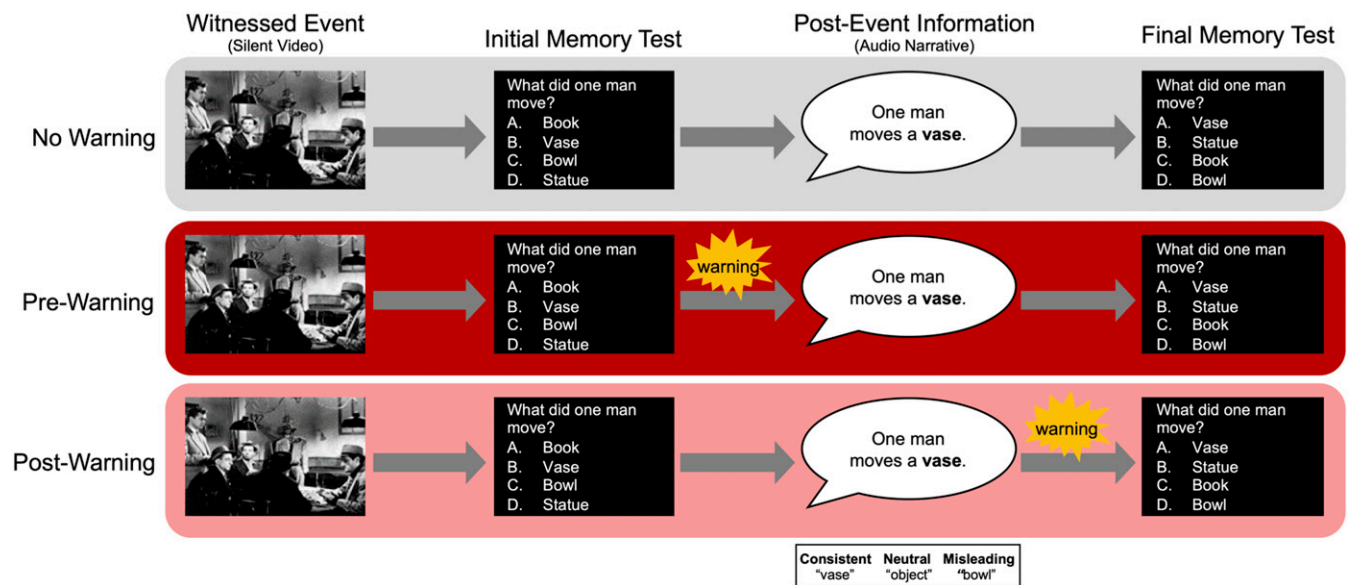 Witnessed Event
(Silent Video)
Initial Memory Test
Post-Event Information
(Audio Narrative)
Final Memory Test
No Warning
What did one man
move?
A. Book
B. Vase
C. Bowl
D. Statue
One man
moves a vase.
What did one man
move?
A. Vase
B. Statue
C. Book
D. Bowl
Pre-Warning
What did one man
move?
A. Book
B. Vase
C. Bowl
D. Statue
warning
One man
moves a vase.
What did one man
move?
A. Vase
B. Statue
C. Book
D. Bowl
Post-Warning
What did one man
move?
A. Book
B. Vase
C. Bowl
D. Statue
One man
moves a vase.
warning
What did one man
move?
A. Vase
B. Statue
C. Book
D. Bowl
Consistent Neutral Misleading
“vase” “object” “bowl”